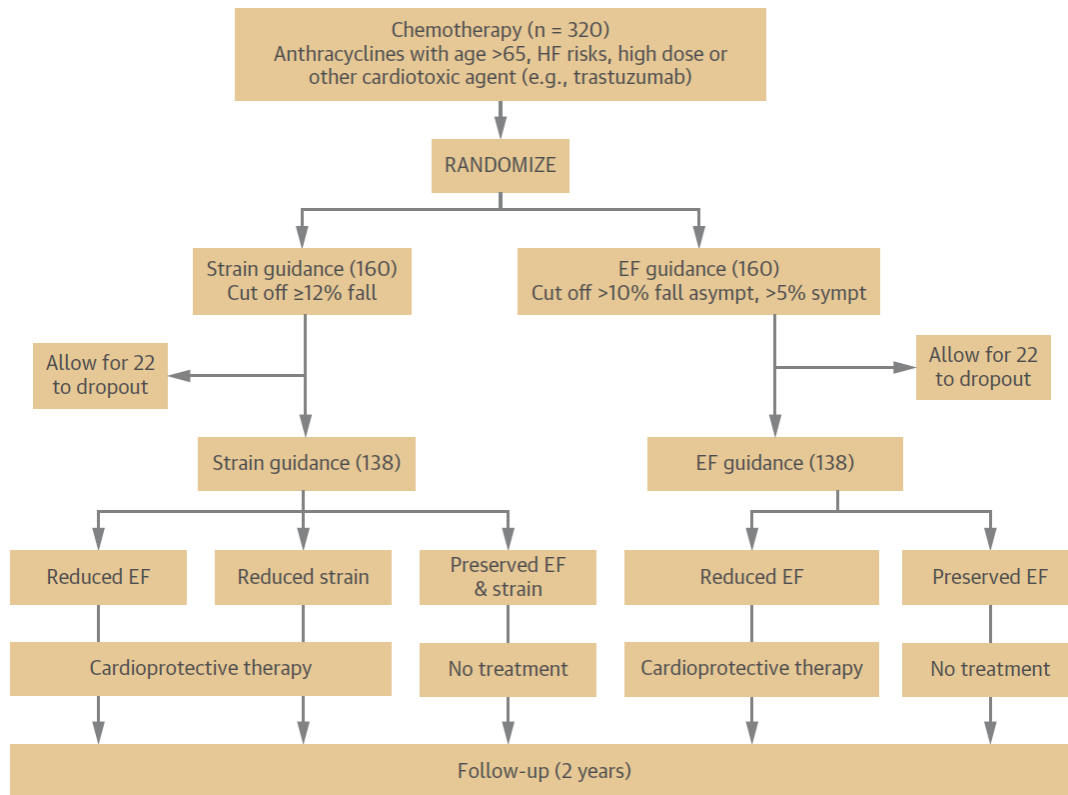 Chemotherapy (n = 320)
Anthracyclines with age >65, HF risks, high dose or
other cardiotoxic agent (e.g., trastuzumab)
RANDOMIZE
Strain guidance (160)
Cut off ≥12% fall
EF guidance (160)
Cut off >10% fall asympt, >5% sympt
Allow for 22
to dropout
Allow for 22
to dropout
Strain guidance (138)
EF guidance (138)
Reduced EF
Reduced strain
Preserved EF
& strain
Reduced EF
Preserved EF
Cardioprotective therapy
No treatment
Cardioprotective therapy
No treatment
Follow-up (2 years)